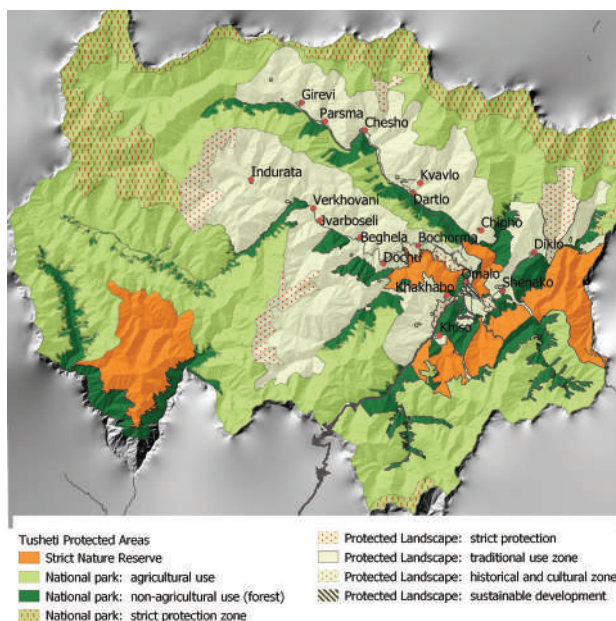 Girevi
Parsma
Chesho
Indurata
Kvavlo
Dartlo
Verkhovani
Jvarboseli
Chigho
Beghela
Bochorma
Diklo
Dochu
Omalo
Shenako
Khakhabo
Khiso
Tusheti Protected Areas
Strict Nature Reserve
National park: agricultural use
National park: non-agricultural use (forest)
National park: strict protection zone
Protected Landscape: strict protection
Protected Landscape: traditional use zone
Protected Landscape: historical and cultural zone
Protected Landscape: sustainable development